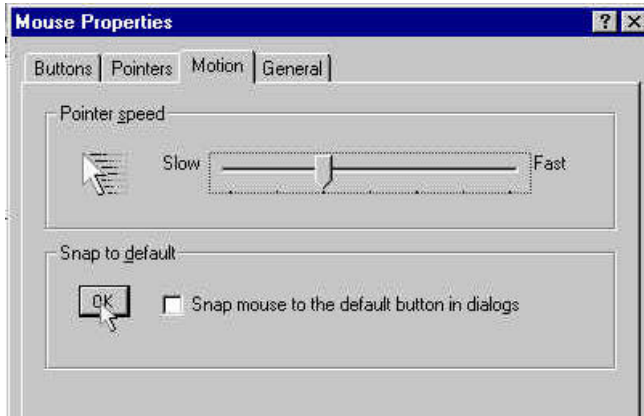 Mouse Properties
Buttons Pointers Motion General
Pointer speed
Slow Fast
Snap to default
OK Snap mouse to the default button in dialogs